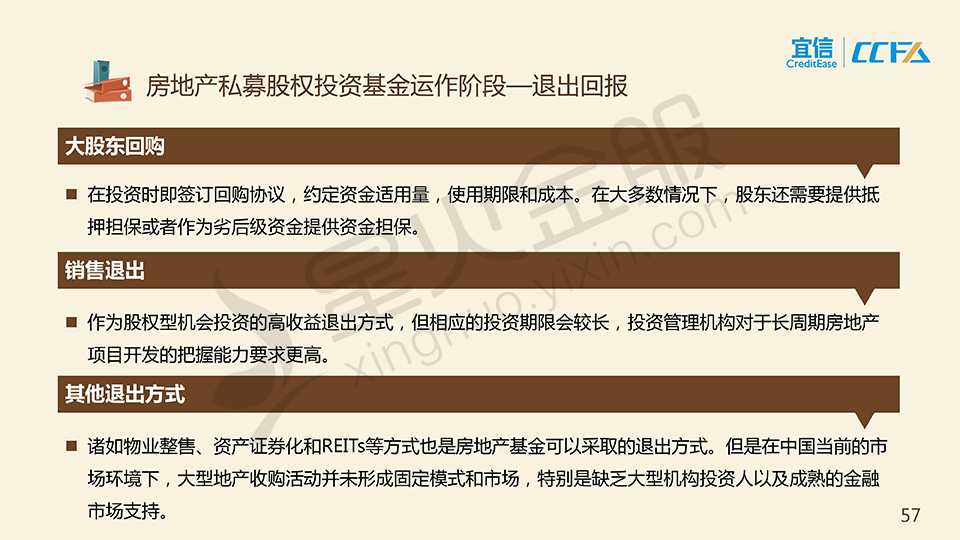 宜信
CreditEase
CCFA
房地产私募股权投资基金运作阶段—退出回报
大股东回购
■ 在投资时即签订回购协议，约定资金适用量，使用期限和成本。在大多数情况下，股东还需要提供抵
押担保或者作为劣后级资金提供资金担保。
销售退出
■ 作为股权型机会投资的高收益退出方式，但相应的投资期限会较长，投资管理机构对于长周期房地产
项目开发的把握能力要求更高。
其他退出方式
■ 诸如物业整售、资产证券化和REITs等方式也是房地产基金可以采取的退出方式。但是在中国当前的市
场环境下，大型地产收购活动并未形成固定模式和市场，特别是缺乏大型机构投资人以及成熟的金融
市场支持。
星火金服
xinghuo.yixin.com
57